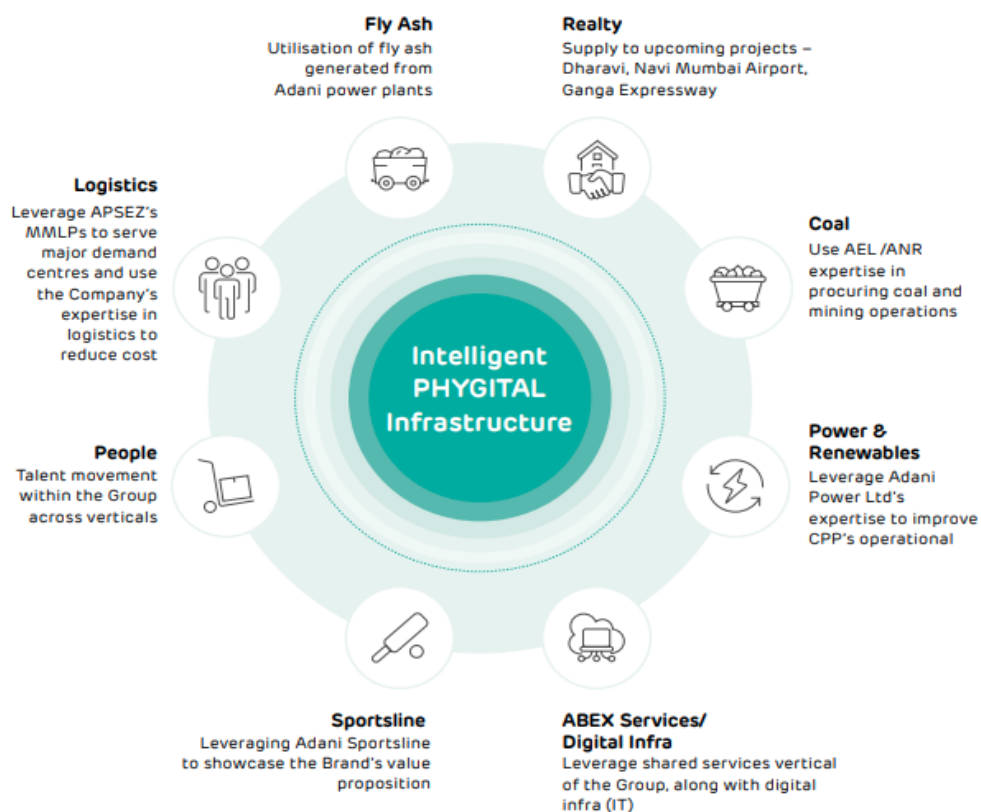 Fly Ash
Utilisation of fly ash
generated from
Adani power plants
Realty
Supply to upcoming projects –
Dharavi, Navi Mumbai Airport,
Ganga Expressway
Logistics
Leverage APSEZ's
MMLPs to serve
major demand
centres and use
the Company's
expertise in
logistics to
reduce cost
Coal
Use AEL /ANR
expertise in
procuring coal and
mining operations
Intelligent
PHYGITAL
Infrastructure
People
Talent movement
within the Group
across verticals
Power &
Renewables
Leverage Adani
Power Ltd's
expertise to improve
CPP's operational
Sportsline
Leveraging Adani Sportsline
to showcase the Brand's value
proposition
ABEX Services/
Digital Infra
Leverage shared services vertical
of the Group, along with digital
infra (IT)